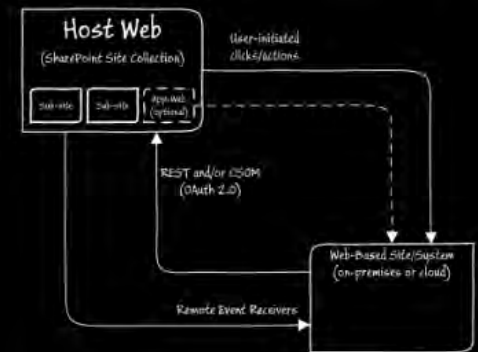 Host Web
(SharePoint Site Collection)
Sub-site
Sub-site
App Web
(optional)
User-initiated
clicks/actions
REST and/or CSOM
(OAuth 2.0)
Web-Based Site/System
(on-premises or cloud)
Remote Event Receivers